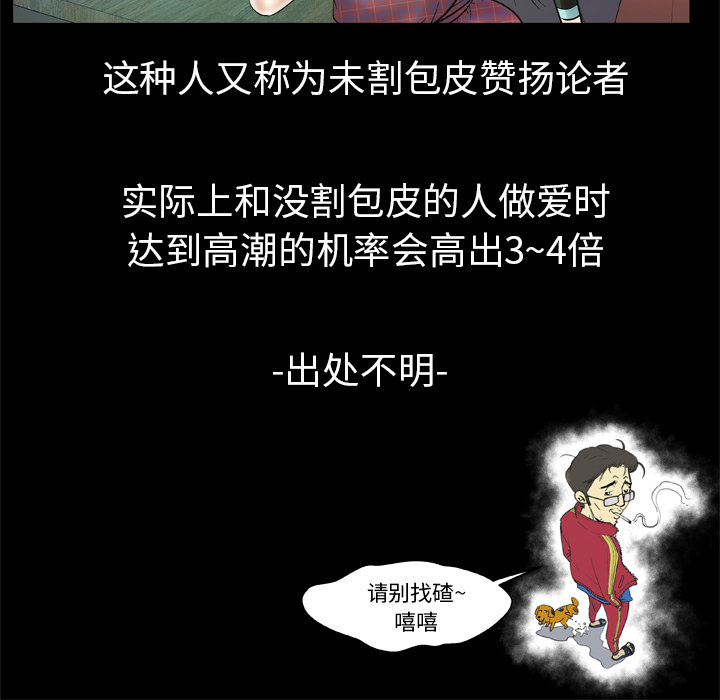 这种人又称为未割包皮赞扬论者
实际上和没割包皮的人做爱时
达到高潮的机率会高出3~4倍
-出处不明-
请别找碴~
嘻嘻